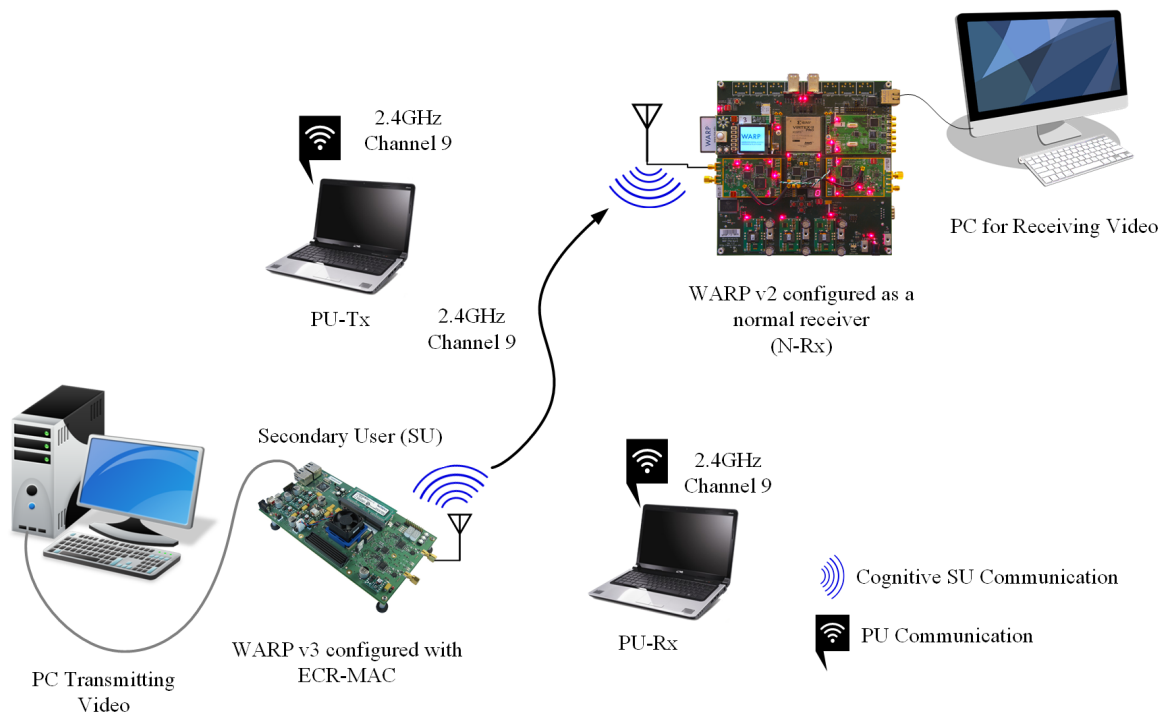 2.4GHz
Channel 9
PU-Tx
WARP
WARP
PC for Receiving Video
WARP v2 configured as a
normal receiver
(N-Rx)
2.4GHz
Channel 9
Secondary User (SU)
2.4GHz
Channel 9
Cognitive SU Communication
PU Communication
PU-Rx
WARP v3 configured with
ECR-MAC
PC Transmitting
Video